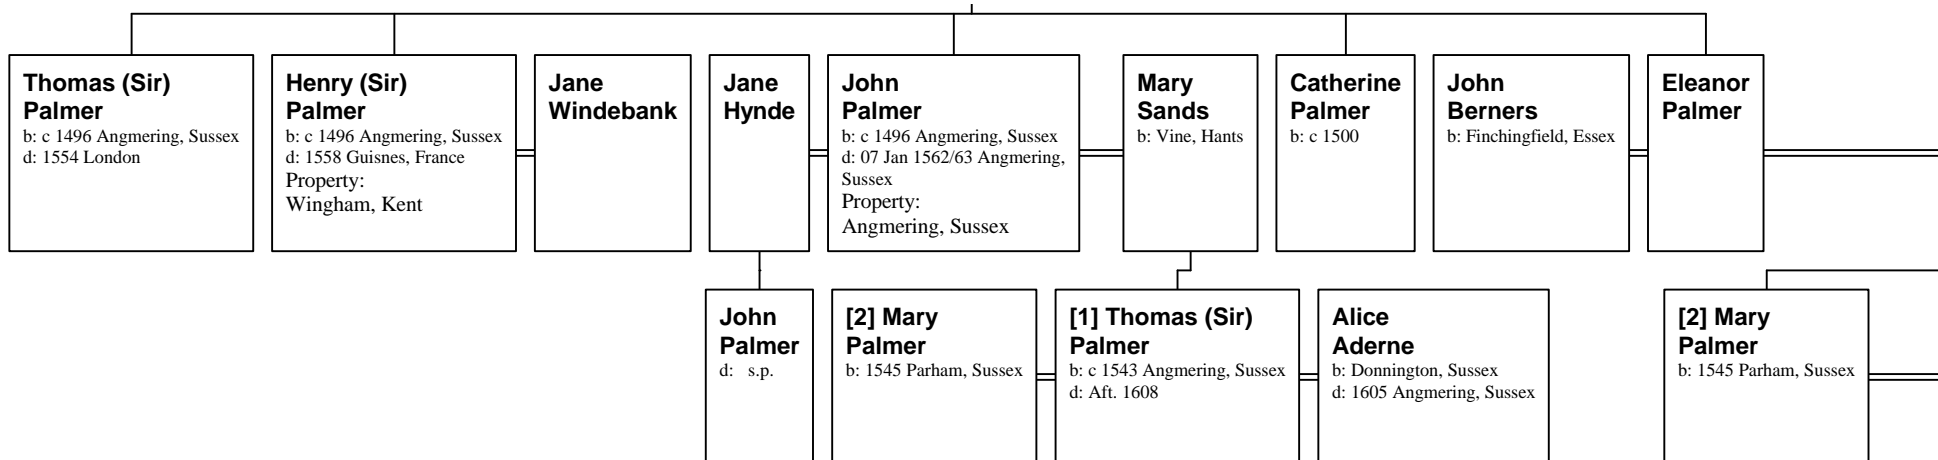 Thomas (Sir)
Palmer
b: c 1496 Angmering, Sussex
d: 1554 London
Henry (Sir)
Palmer
b: c 1496 Angmering, Sussex
d: 1558 Guisnes, France
Property:
Wingham, Kent
Jane
Windebank
Jane
Hynde
John
Palmer
b: c 1496 Angmering, Sussex
d: 07 Jan 1562/63 Angmering,
Sussex
Property:
Angmering, Sussex
Mary
Sands
b: Vine, Hants
Catherine
Palmer
b: c 1500
John
Berners
b: Finchingfield, Essex
Eleanor
Palmer
John
Palmer
d: s.p.
[2] Mary
Palmer
b: 1545 Parham, Sussex
[1] Thomas (Sir)
Palmer
b: c 1543 Angmering, Sussex
d: Aft. 1608
Alice
Aderne
b: Donnington, Sussex
d: 1605 Angmering, Sussex
[2] Mary
Palmer
b: 1545 Parham, Sussex